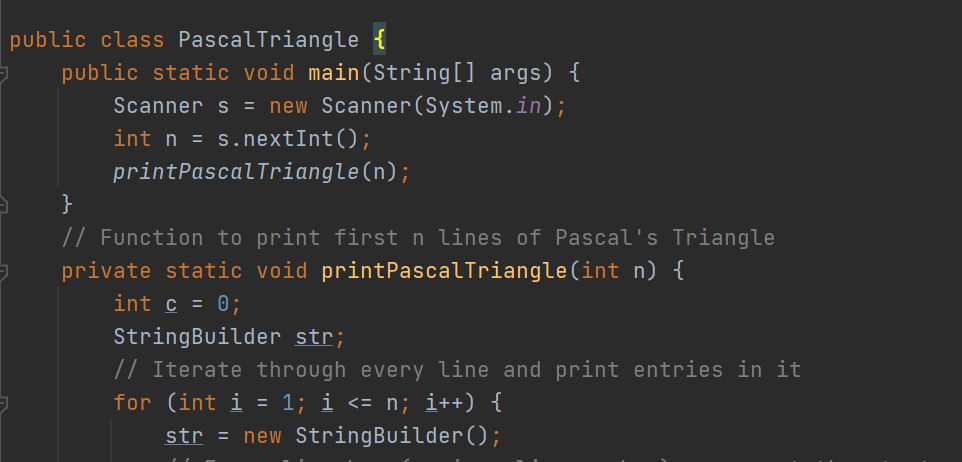 public class PascalTriangle {
    public static void main(String[] args) {
        Scanner s = new Scanner(System.in);
        int n = s.nextInt();
        printPascalTriangle(n);
    }
    // Function to print first n lines of Pascal's Triangle
    private static void printPascalTriangle(int n) {
        int c = 0;
        StringBuilder str;
        // Iterate through every line and print entries in it
        for (int i = 1; i <= n; i++) {
            str = new StringBuilder();